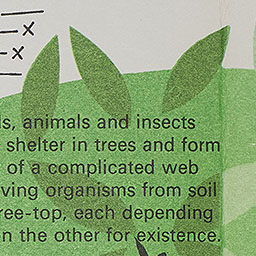 x
x
ls, animals and insects
shelter in trees and form
of a complicated web
ving organisms from soil
ree-top, each depending
n the other for existence.